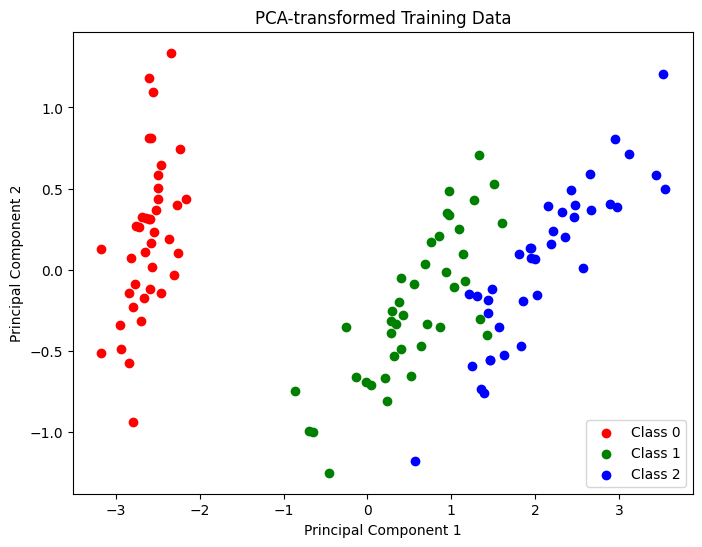 PCA-transformed Training Data
Principal Component 2
1.0
0.5
0.0
−0.5
−1.0
Class 0
Class 1
Class 2
−3
−2
−1
0
1
2
3
Principal Component 1